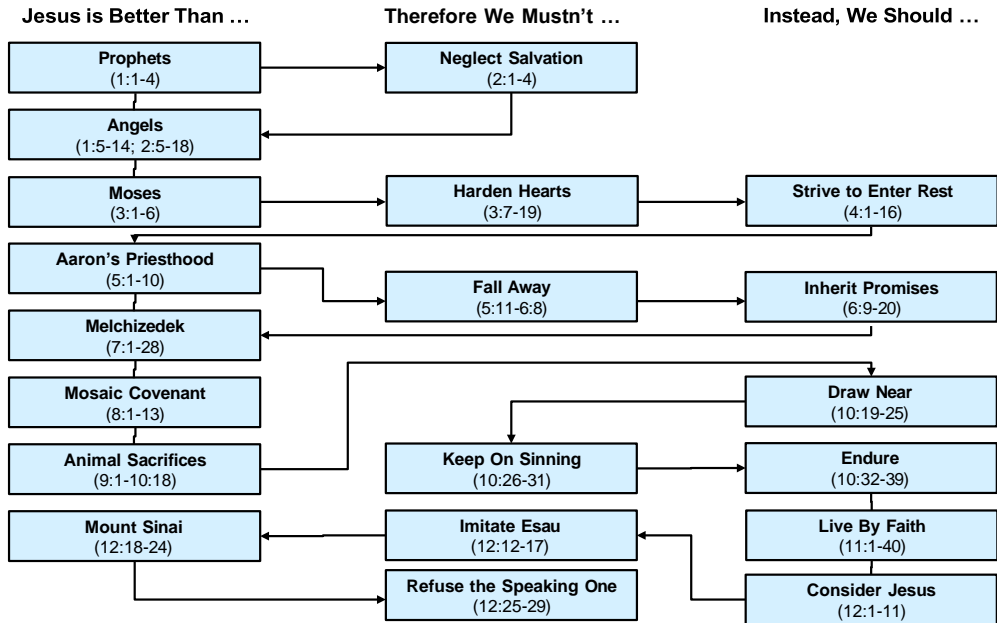 Jesus is Better Than …
Therefore We Mustn’t …
Instead, We Should …
Prophets
(1:1-4)
Neglect Salvation
(2:1-4)
Angels
(1:5-14; 2:5-18)
Moses
(3:1-6)
Harden Hearts
(3:7-19)
Strive to Enter Rest
(4:1-16)
Aaron’s Priesthood
(5:1-10)
Fall Away
(5:11-6:8)
Inherit Promises
(6:9-20)
Melchizedek
(7:1-28)
Mosaic Covenant
(8:1-13)
Draw Near
(10:19-25)
Animal Sacrifices
(9:1-10:18)
Keep On Sinning
(10:26-31)
Endure
(10:32-39)
Mount Sinai
(12:18-24)
Imitate Esau
(12:12-17)
Live By Faith
(11:1-40)
Refuse the Speaking One
(12:25-29)
Consider Jesus
(12:1-11)